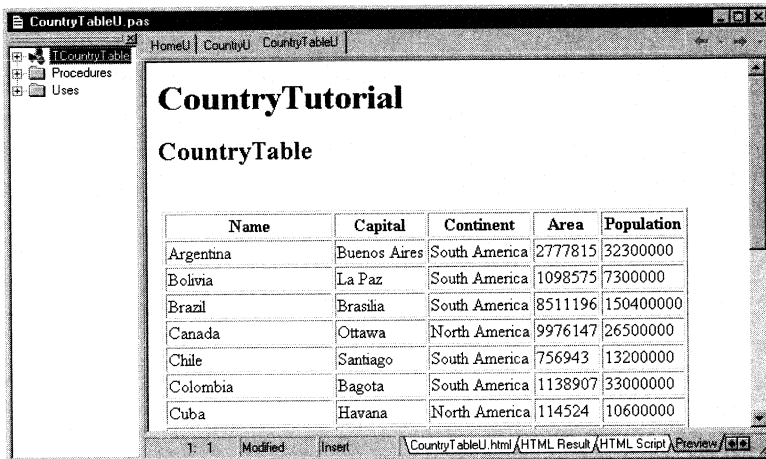 CountryTableU.pas
TCountryTable
Procedures
Uses
HomeU CountryU CountryTableU
CountryTutorial
CountryTable
Name Capital Continent Area Population
Argentina Buenos Aires South America 2777815 32300000
Bolivia La Paz South America 1098575 7300000
Brazil Brasilia South America 8511196 150400000
Canada Ottawa North America 9976147 26500000
Chile Santiago South America 756943 13200000
Colombia Bagota South America 1138907 33000000
Cuba Havana North America 114524 10600000
1: 1 Modified Insert CountryTableU.html HTML Result HTML Script Preview